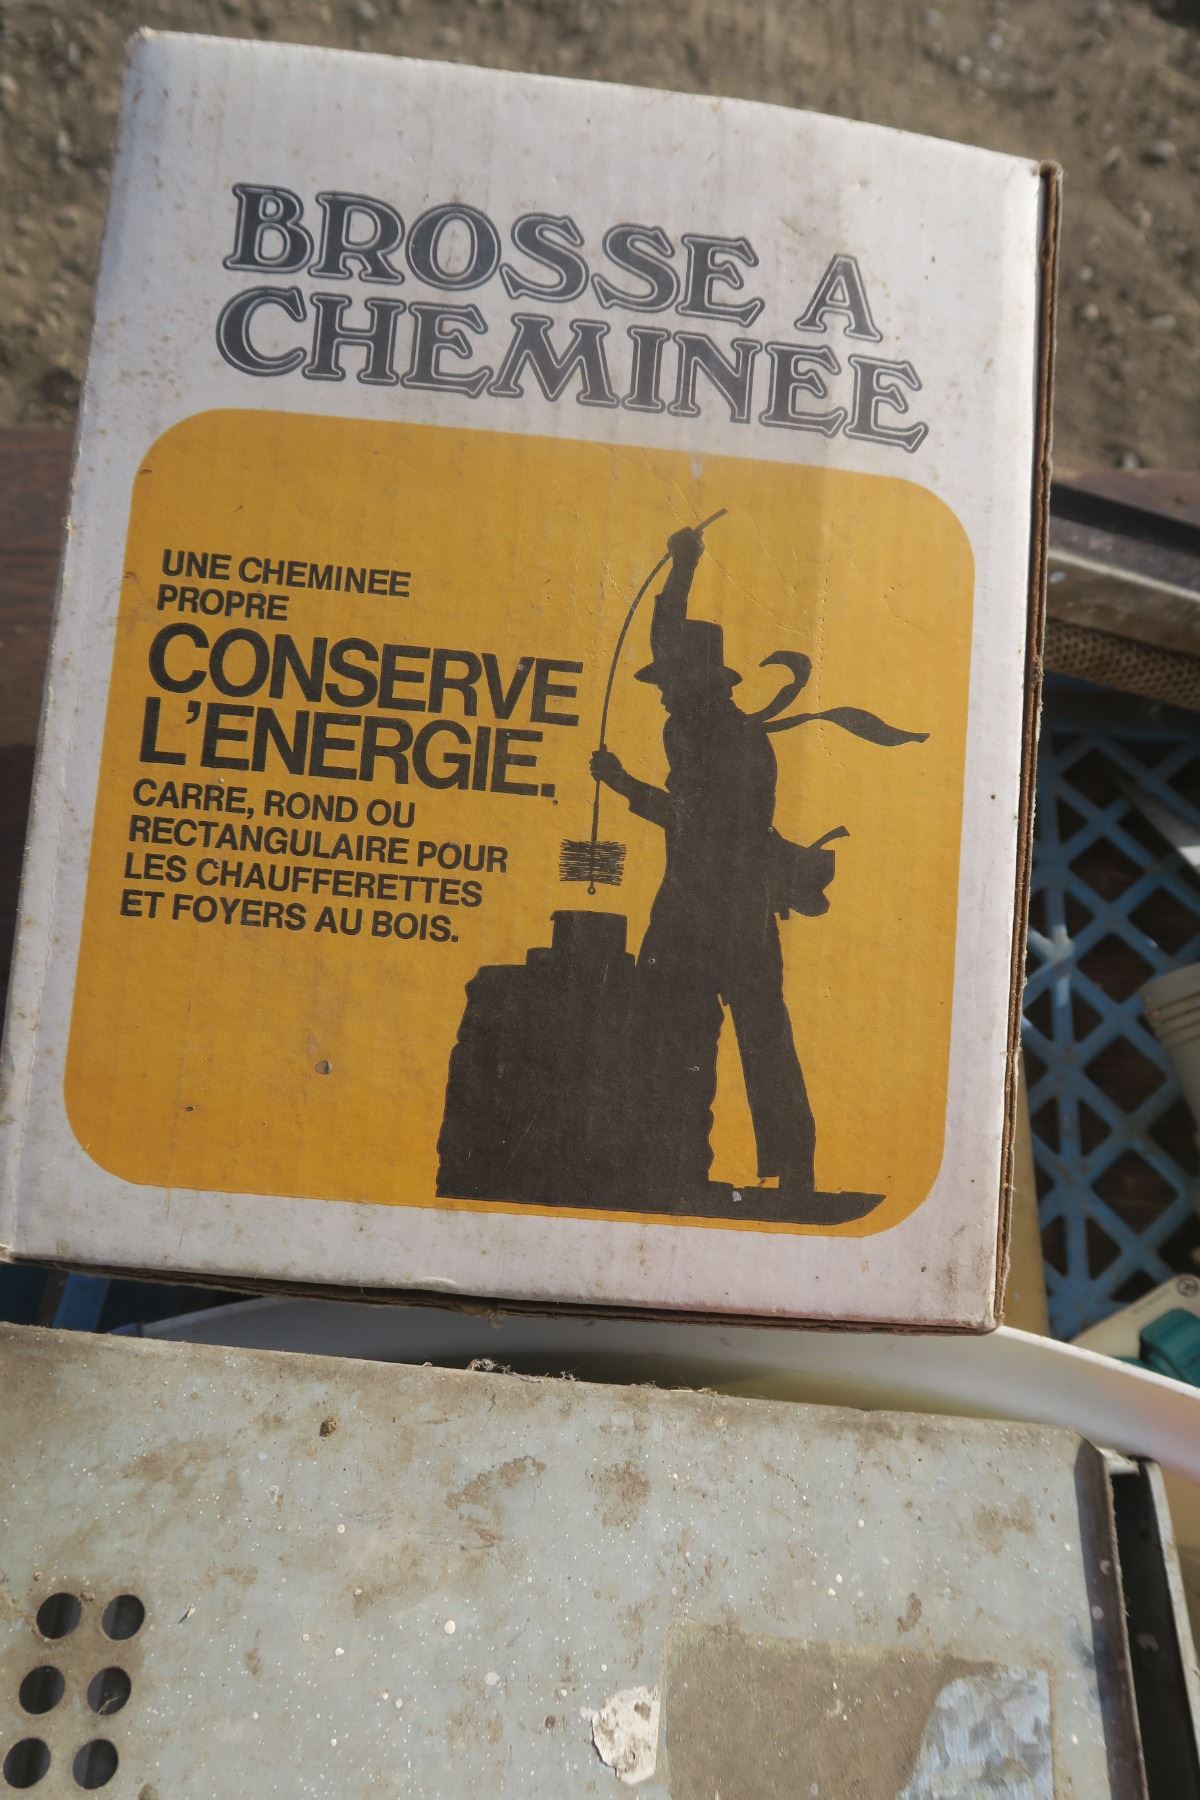 BROSSE A
CHEMINEE
UNE CHEMINEE
PROPRE
CONSERVE
L'ENERGIE.
CARRE, ROND OU
RECTANGULAIRE POUR
LES CHAUFFERETTES
ET FOYERS AU BOIS.